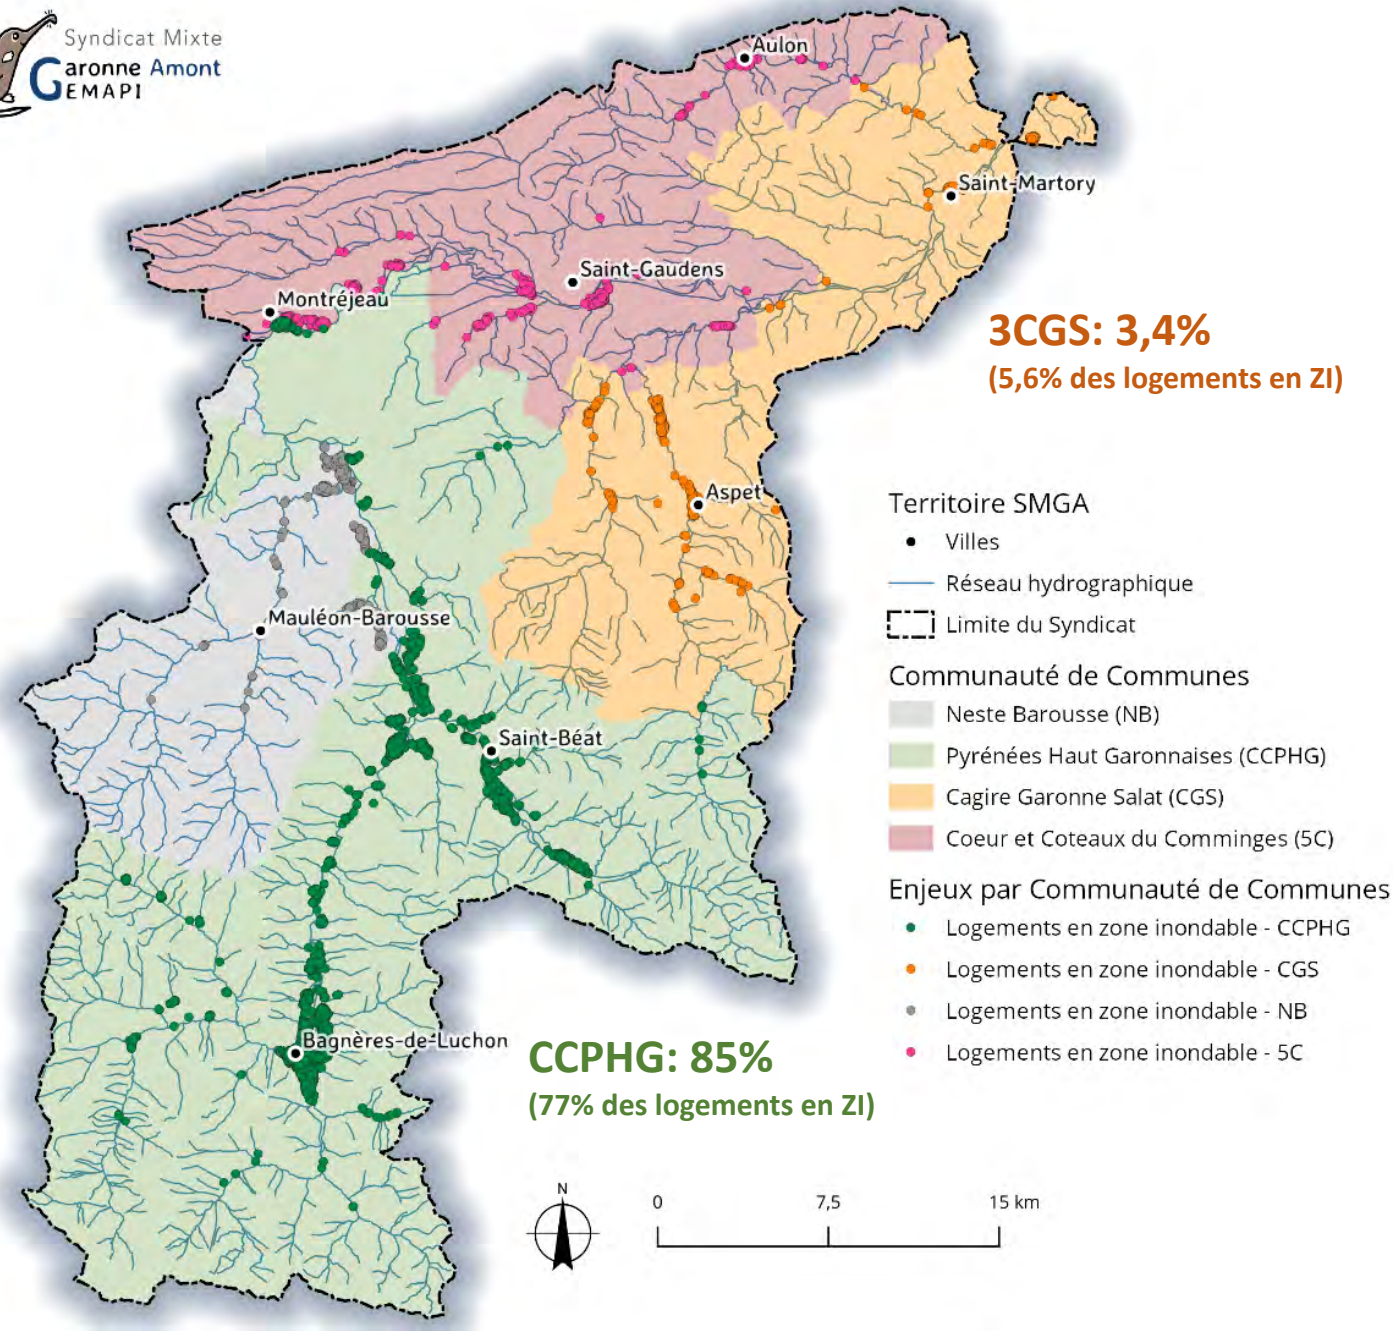 Syndicat Mixte
Garonne Amont
GEMAPI
Aulon
Saint-Martory
Saint-Gaudens
Montréjeau
3CGS: 3,4%
(5,6% des logements en ZI)
Aspet
Mauléon-Barousse
Saint-Béat
Bagnères-de-Luchon
CCPHG: 85%
(77% des logements en ZI)
Territoire SMGA
Villes
Réseau hydrographique
Limite du Syndicat
Communauté de Communes
Neste Barousse (NB)
Pyrénées Haut Garonnaises (CCPHG)
Cagire Garonne Salat (CGS)
Coeur et Coteaux du Comminges (5C)
Enjeux par Communauté de Communes
Logements en zone inondable - CCPHG
Logements en zone inondable - CGS
Logements en zone inondable - NB
Logements en zone inondable - 5C
N
0 7,5 15 km